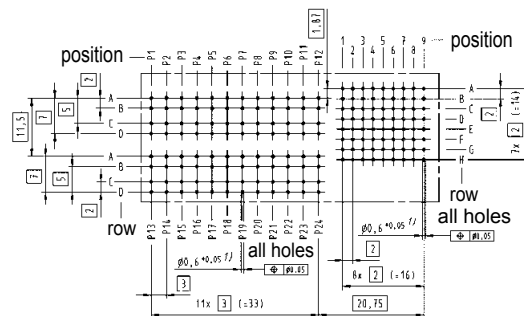 position
P1 P2 P3 P4 P5 P6 P7 P8 P9 P10 P11 P12
1 2 3 4 5 6 7 8 9
position
1,87
2
5
7
11,5
A
B
C
D
A
B
C
D
7
5
2
row
A
B
C
D
E
F
G
H
2
7x 2 (=14)
row
all holes
P13 P14 P15 P16 P17 P18 P19 P20 P21 P22 P23 P24
all holes
Ø0,6 +0.05 1)
⌖ Ø0.05
Ø0,6 +0.05 1)
⌖ Ø0.05
3
2
11x 3 (=33)
8x 2 (=16)
20,75